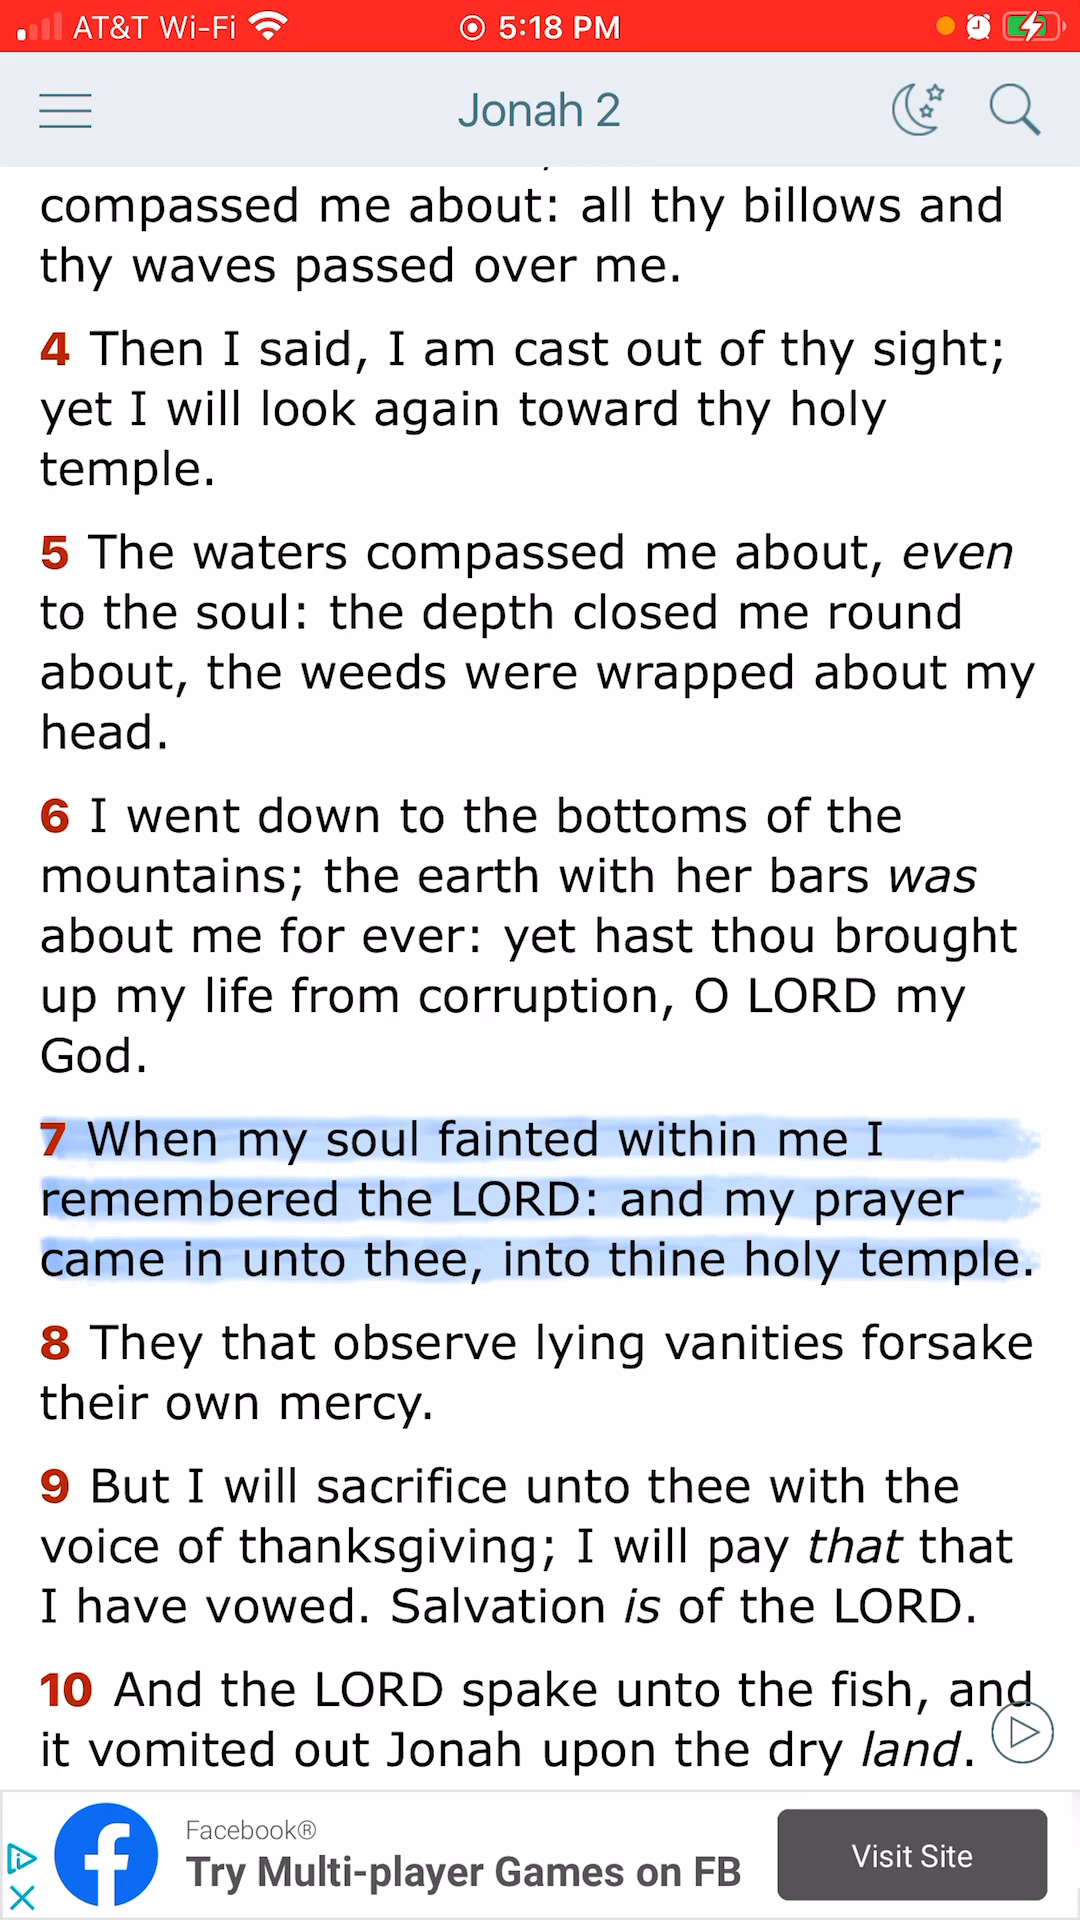 AT&T Wi-Fi 5:18 PM
Jonah 2
compassed me about: all thy billows and
thy waves passed over me.
4 Then I said, I am cast out of thy sight;
yet I will look again toward thy holy
temple.
5 The waters compassed me about, even
to the soul: the depth closed me round
about, the weeds were wrapped about my
head.
6 I went down to the bottoms of the
mountains; the earth with her bars was
about me for ever: yet hast thou brought
up my life from corruption, O LORD my
God.
7 When my soul fainted within me I
remembered the LORD: and my prayer
came in unto thee, into thine holy temple.
8 They that observe lying vanities forsake
their own mercy.
9 But I will sacrifice unto thee with the
voice of thanksgiving; I will pay that that
I have vowed. Salvation is of the LORD.
10 And the LORD spake unto the fish, and
it vomited out Jonah upon the dry land.
Facebook®
Try Multi-player Games on FB
Visit Site